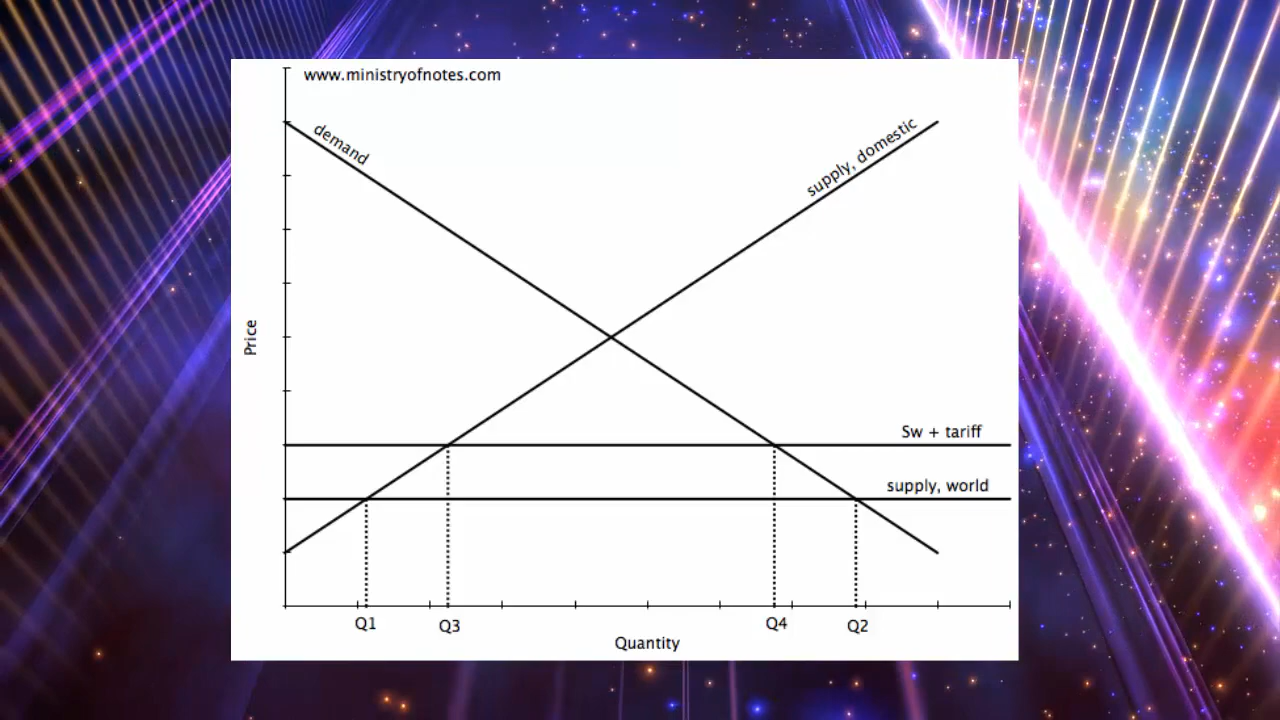 www.ministryofnotes.com
demand
supply, domestic
Price
Sw + tariff
supply, world
Q1
Q3
Q4
Q2
Quantity